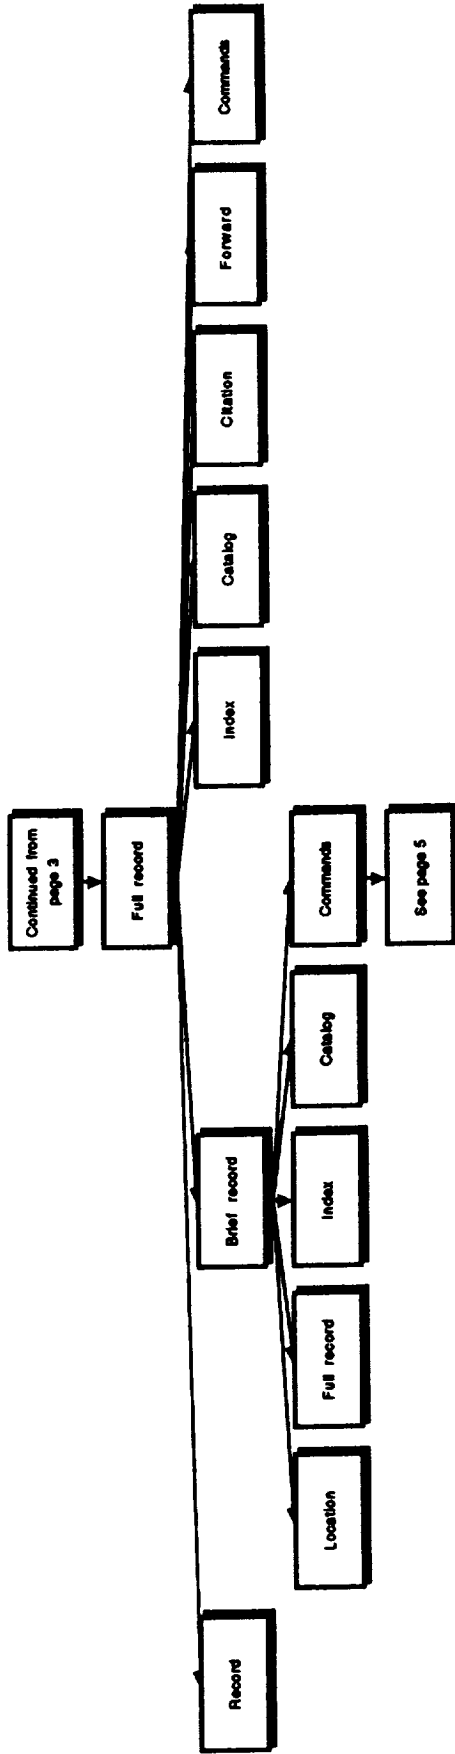 Continued from
page 3
Full record
Record
Brief record
Index
Catalog
Citation
Forward
Commands
Location
Full record
Index
Catalog
Commands
See page 5